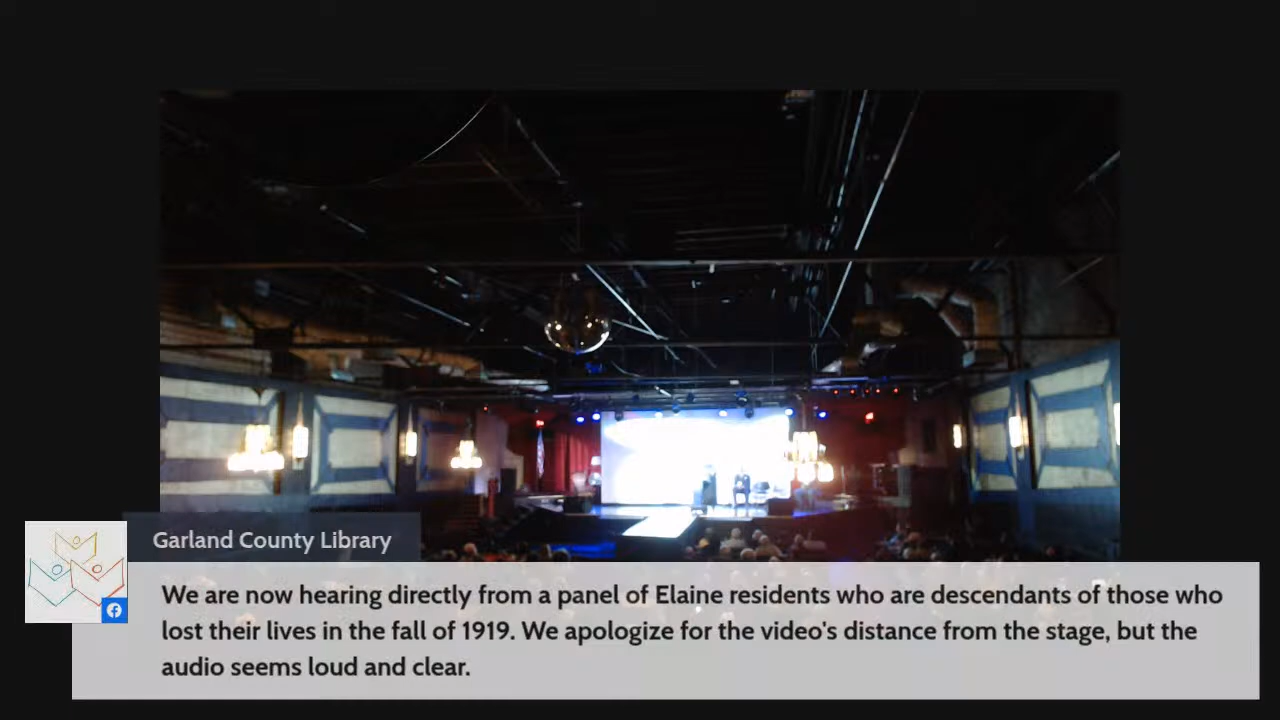 Garland County Library
We are now hearing directly from a panel of Elaine residents who are descendants of those who
lost their lives in the fall of 1919. We apologize for the video's distance from the stage, but the
audio seems loud and clear.